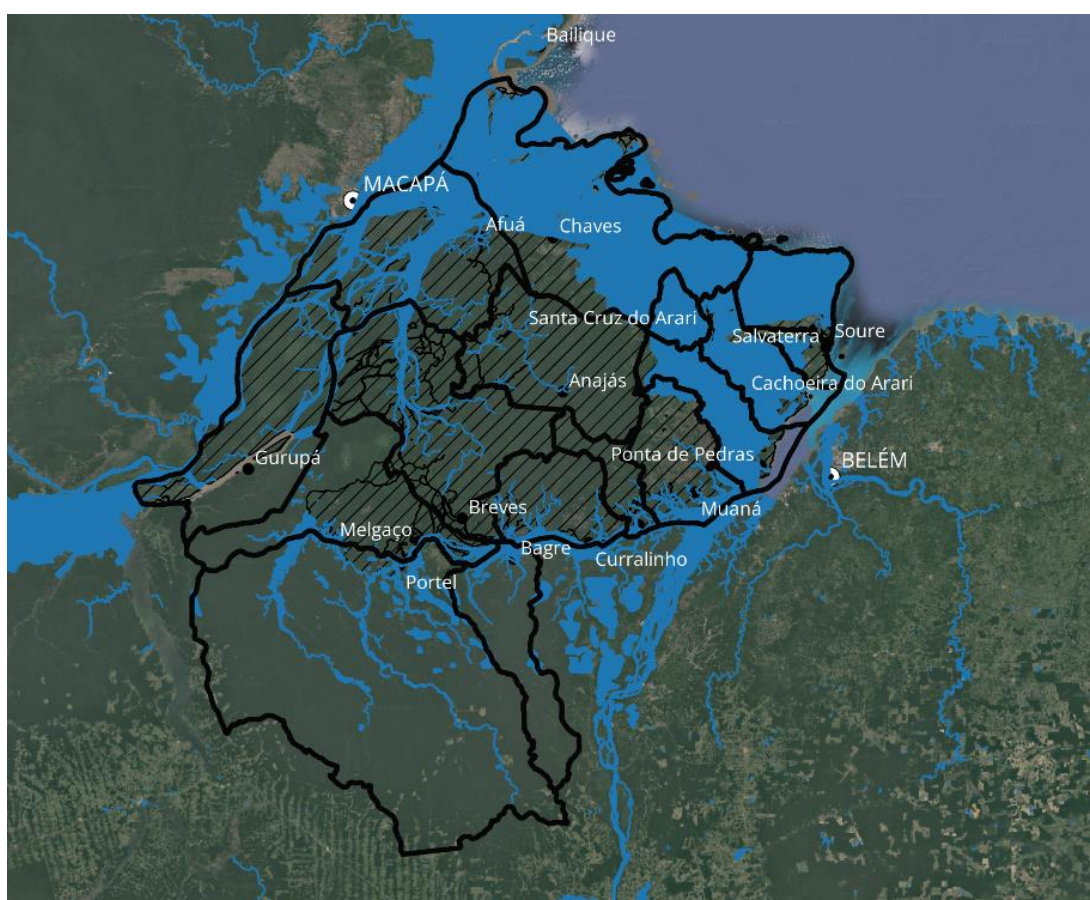 Bailique
MACAPÁ
Afuá
Chaves
Santa Cruz do Arari
Salvaterra
Soure
Anajás
Cachoeira do Arari
Gurupá
Ponta de Pedras
BELÉM
Breves
Muaná
Melgaço
Bagre
Curralinho
Portel